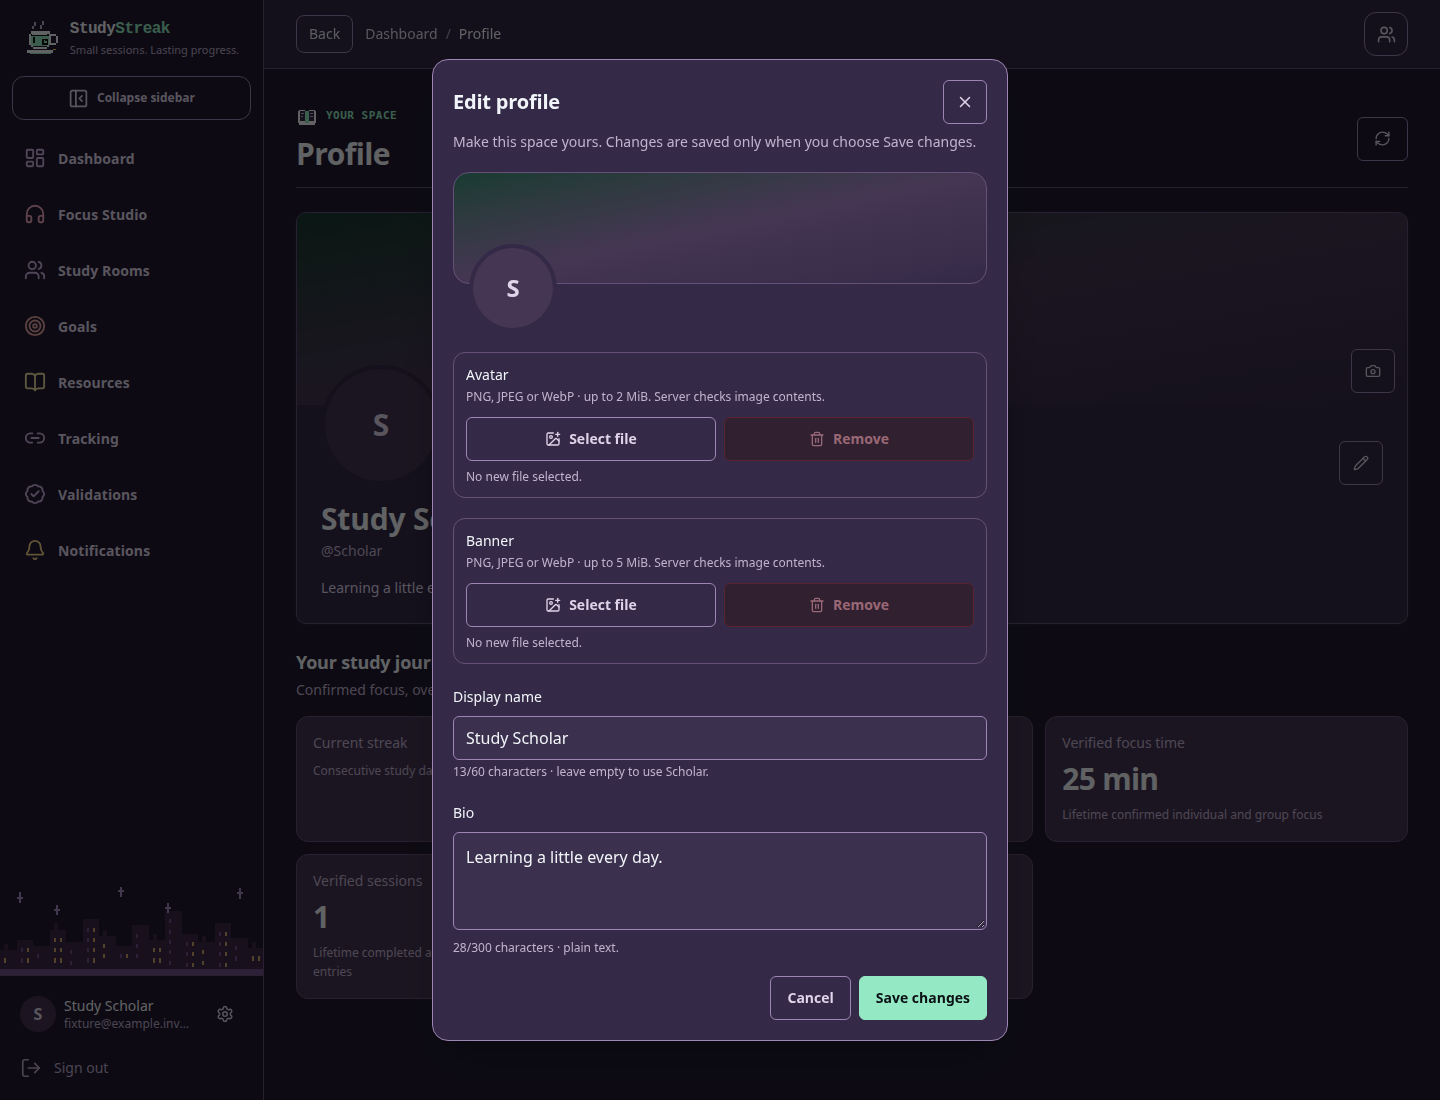 StudyStreak
Small sessions. Lasting progress.
Collapse sidebar
Dashboard
Focus Studio
Study Rooms
Goals
Resources
Tracking
Validations
Notifications
S
Study Scholar
fixture@example.inv...
Sign out
Back
Dashboard / Profile
YOUR SPACE
Profile
S
Study S
@Scholar
Learning a little e
Your study jour
Confirmed focus, ove
Current streak
Consecutive study da
Verified focus time
25 min
Lifetime confirmed individual and group focus
Verified sessions
1
Lifetime completed a
entries
Edit profile
Make this space yours. Changes are saved only when you choose Save changes.
S
Avatar
PNG, JPEG or WebP · up to 2 MiB. Server checks image contents.
Select file
Remove
No new file selected.
Banner
PNG, JPEG or WebP · up to 5 MiB. Server checks image contents.
Select file
Remove
No new file selected.
Display name
Study Scholar
13/60 characters · leave empty to use Scholar.
Bio
Learning a little every day.
28/300 characters · plain text.
Cancel
Save changes